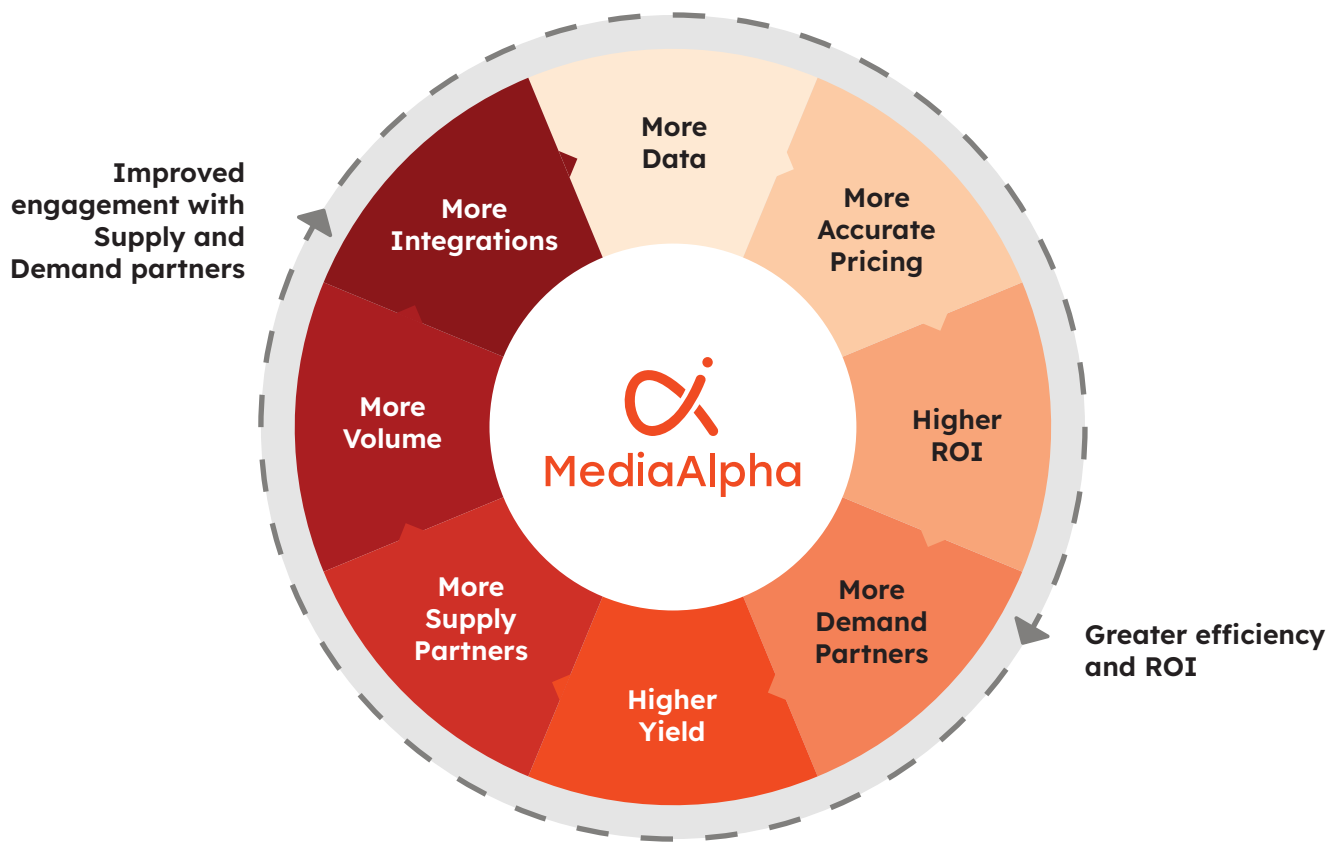 More
Data
More
Accurate
Pricing
Higher
ROI
More
Demand
Partners
Higher
Yield
More
Supply
Partners
More
Volume
More
Integrations
Improved
engagement with
Supply and
Demand partners
Greater efficiency
and ROI
MediaAlpha